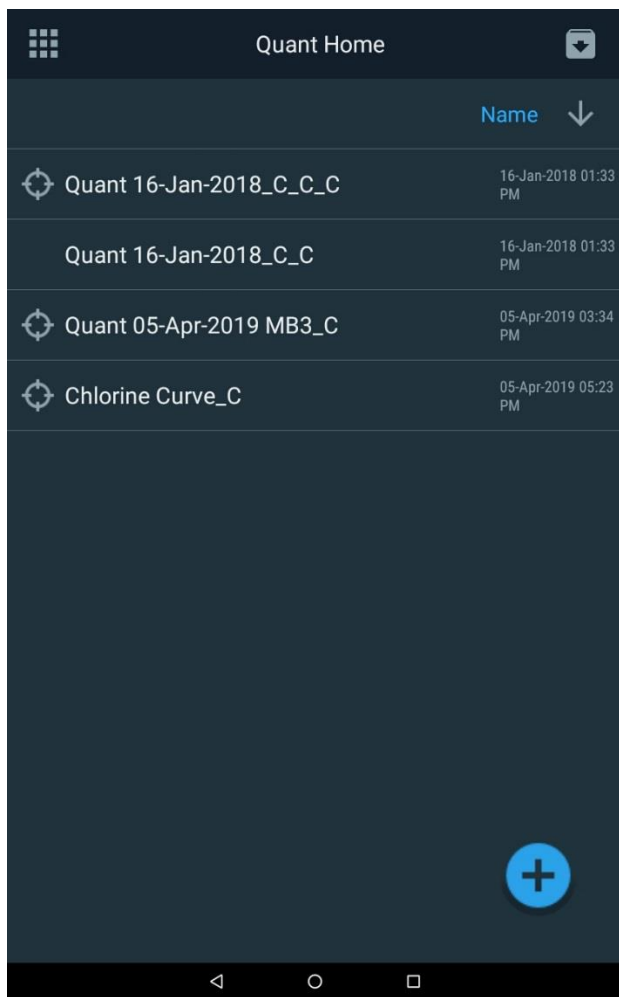 Quant Home
Name
Quant 16-Jan-2018_C_C_C
16-Jan-2018 01:33
PM
Quant 16-Jan-2018_C_C
16-Jan-2018 01:33
PM
Quant 05-Apr-2019 MB3_C
05-Apr-2019 03:34
PM
Chlorine Curve_C
05-Apr-2019 05:23
PM